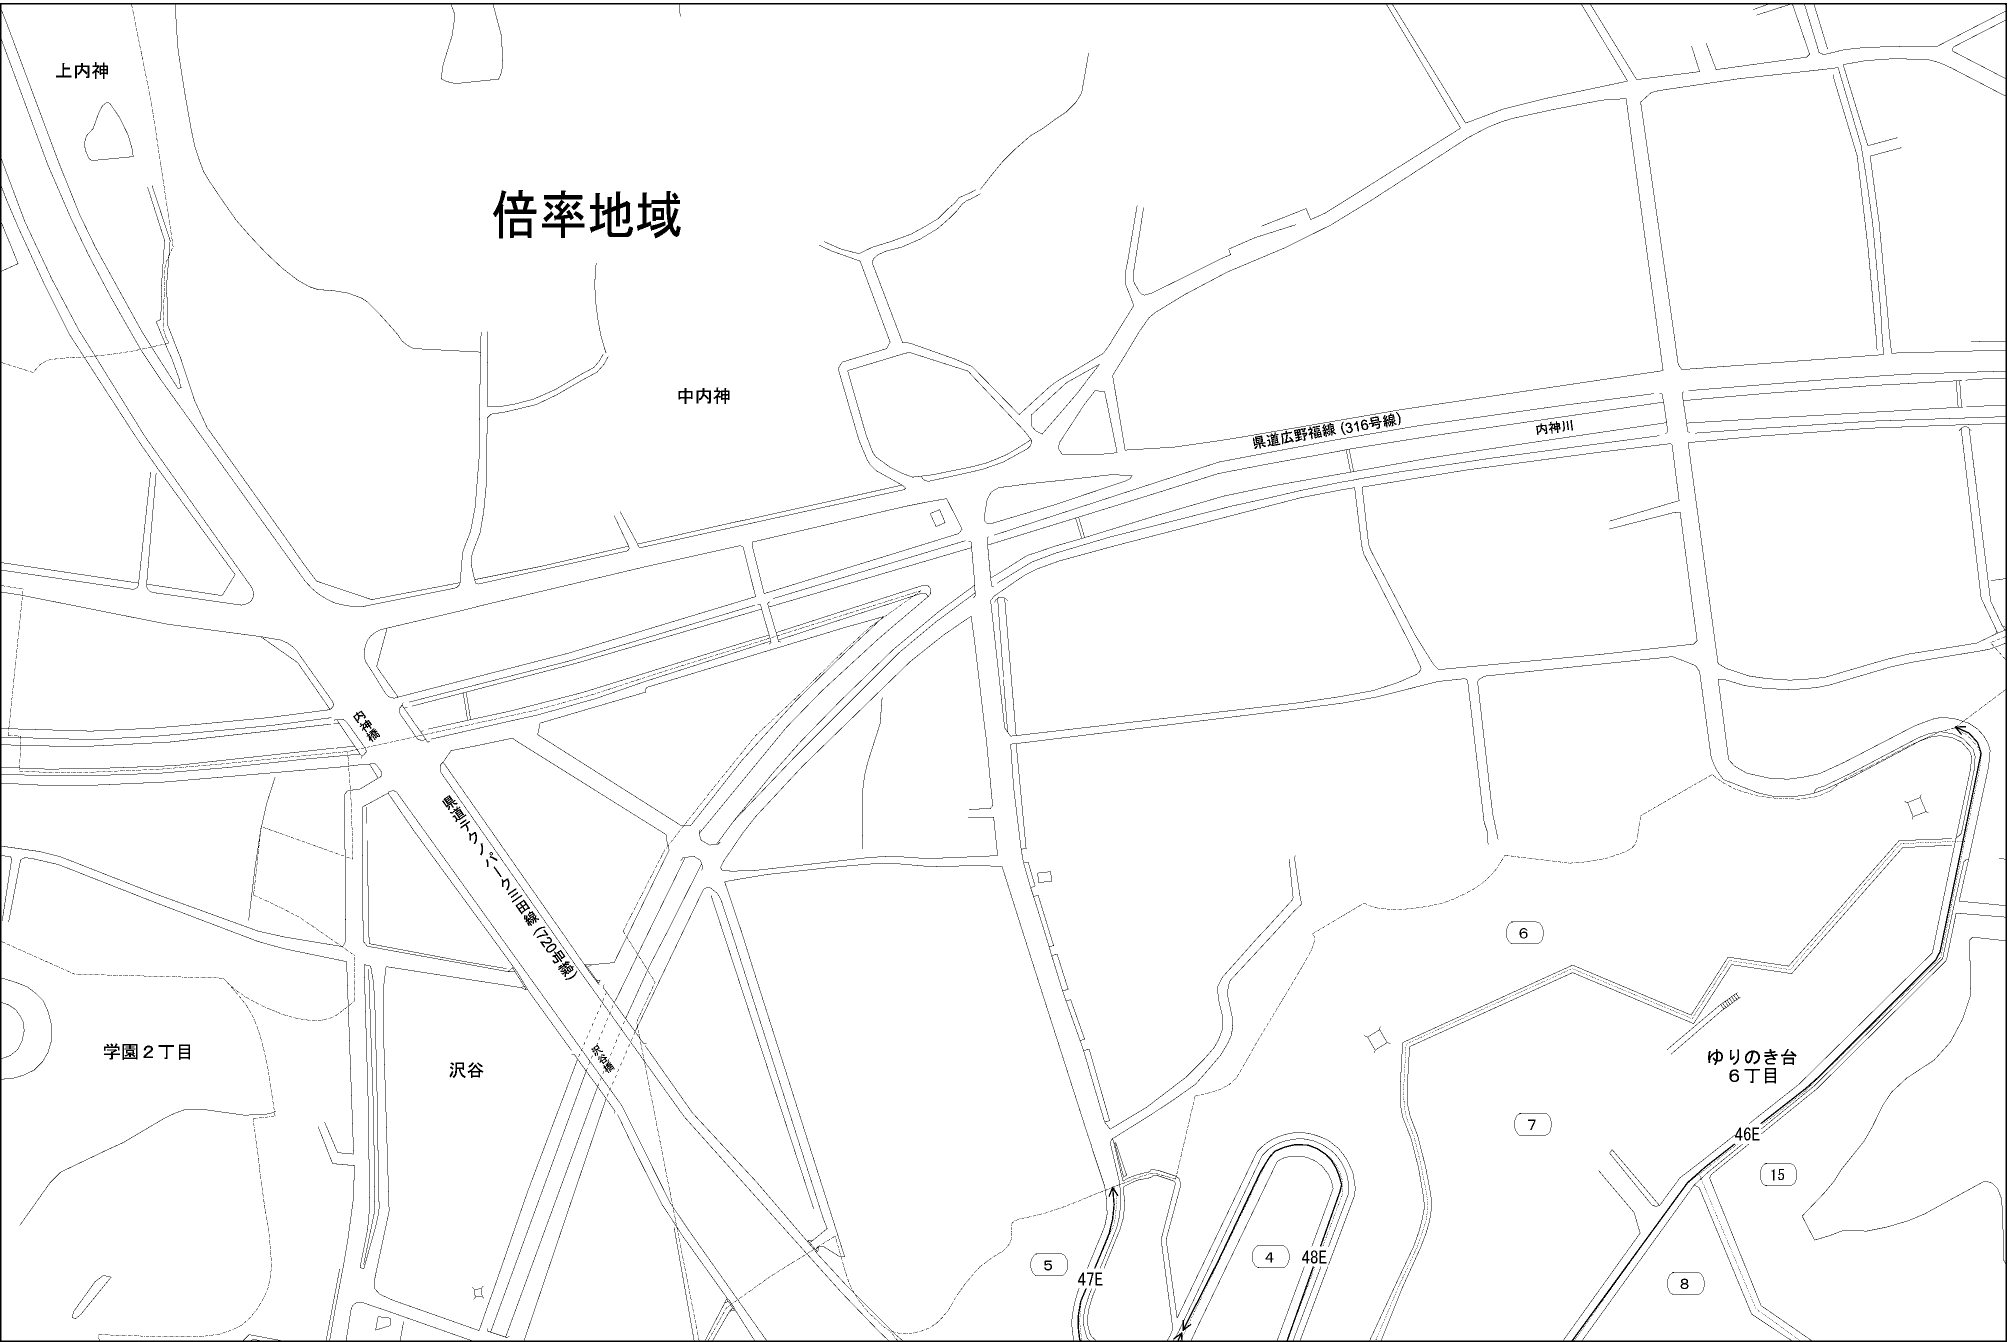 上内神
倍率地域
中内神
県道広野福線 (316号線)
内神川
内神橋
県道テクノパーク三田線 (720号線)
6
学園２丁目
沢谷
沢谷橋
ゆりのき台
６丁目
7
46E
15
5
47E
4
48E
8